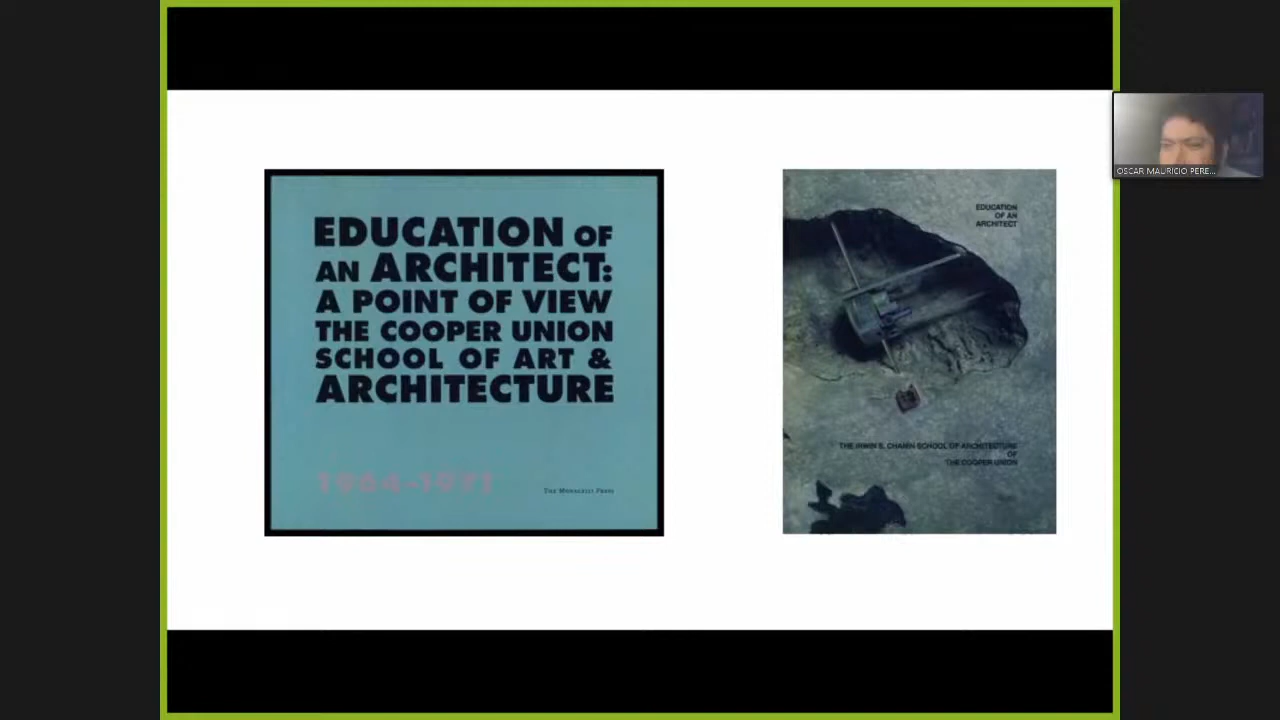 EDUCATION OF
AN ARCHITECT:
A POINT OF VIEW
THE COOPER UNION
SCHOOL OF ART &
ARCHITECTURE
1964-1971
THE MONACELLI PRESS
EDUCATION
OF AN
ARCHITECT
THE IRWIN S. CHANIN SCHOOL OF ARCHITECTURE
OF
THE COOPER UNION
OSCAR MAURICIO PERE...